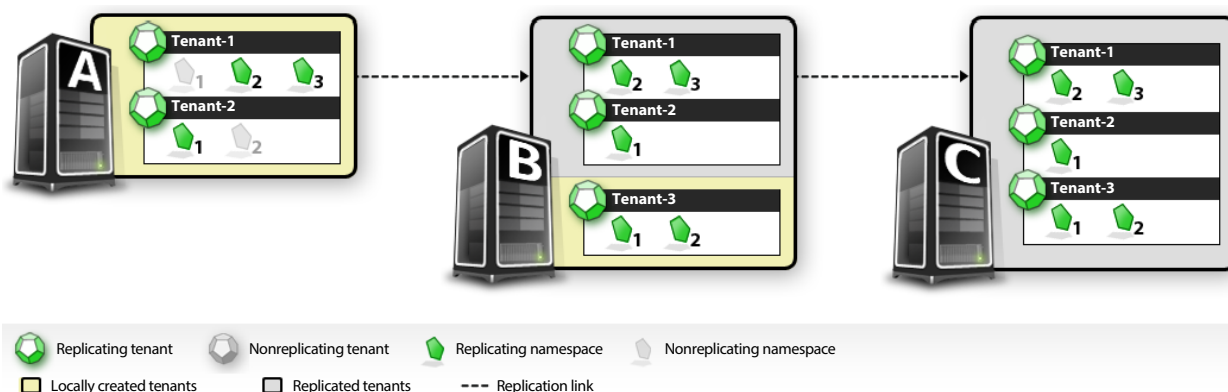 A
Tenant-1
1 2 3
Tenant-2
1 2
B
Tenant-1
2 3
Tenant-2
1
Tenant-3
1 2
C
Tenant-1
2 3
Tenant-2
1
Tenant-3
1 2
Replicating tenant
Nonreplicating tenant
Replicating namespace
Nonreplicating namespace
Locally created tenants
Replicated tenants
Replication link